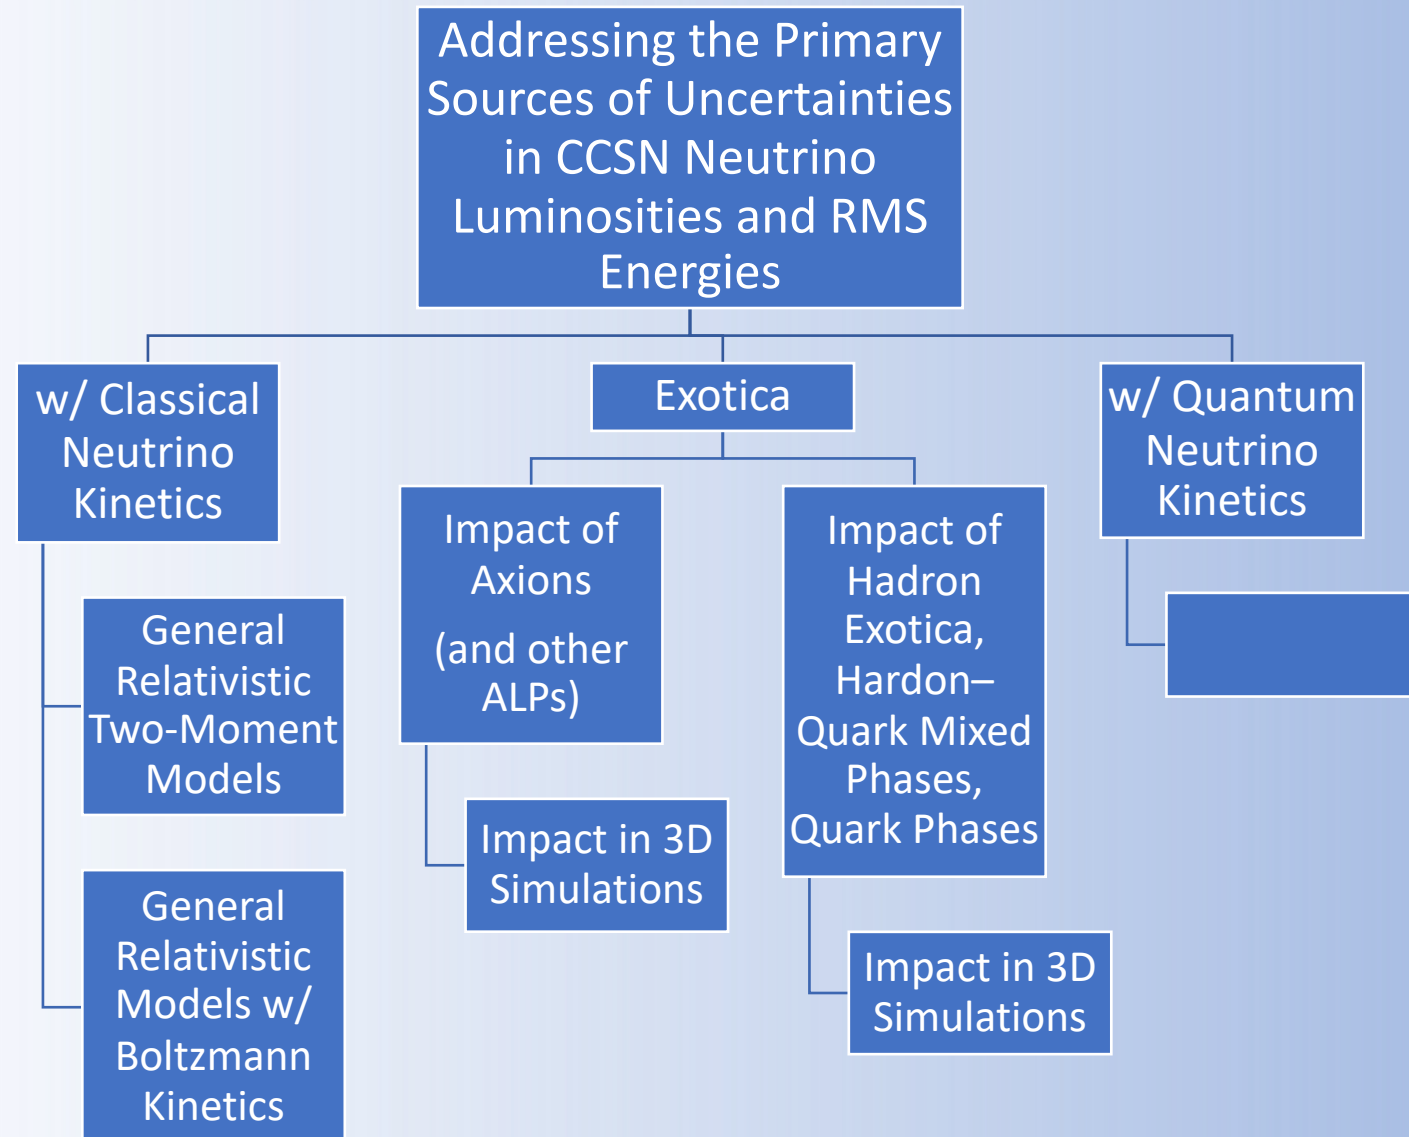 Addressing the Primary
Sources of Uncertainties
in CCSN Neutrino
Luminosities and RMS
Energies
w/ Classical
Neutrino
Kinetics
General
Relativistic
Two-Moment
Models
General
Relativistic
Models w/
Boltzmann
Kinetics
Exotica
Impact of
Axions
(and other
ALPs)
Impact in 3D
Simulations
Impact of
Hadron
Exotica,
Hardon–
Quark Mixed
Phases,
Quark Phases
Impact in 3D
Simulations
w/ Quantum
Neutrino
Kinetics